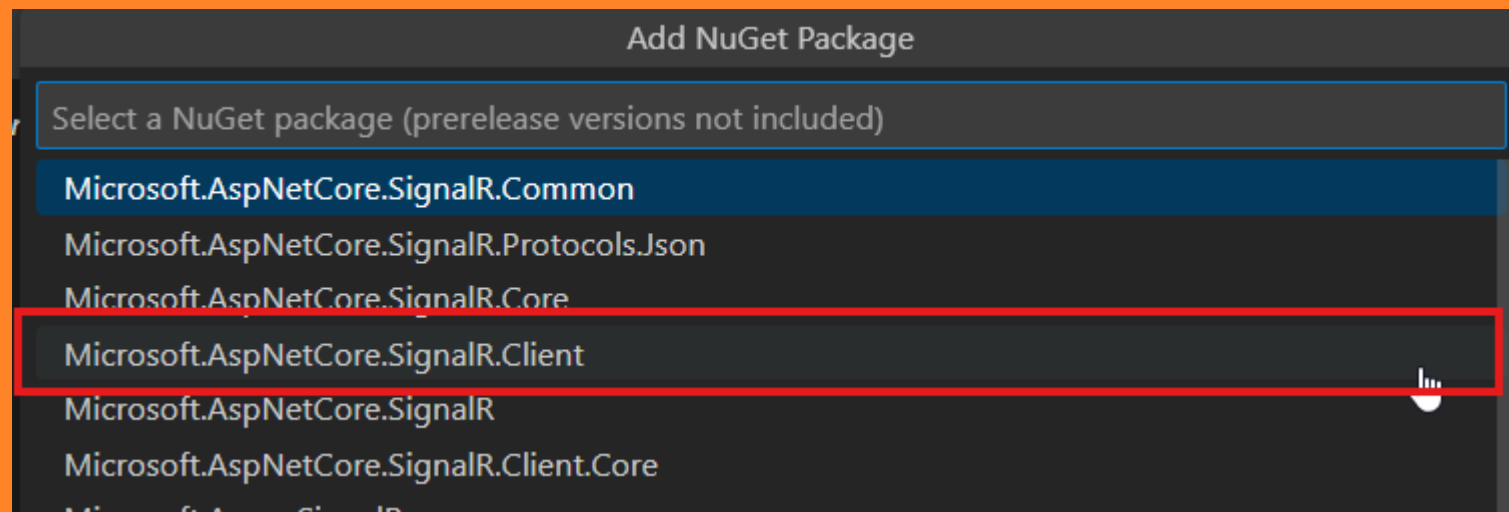 Add NuGet Package
Select a NuGet package (prerelease versions not included)
Microsoft.AspNetCore.SignalR.Common
Microsoft.AspNetCore.SignalR.Protocols.Json
Microsoft.AspNetCore.SignalR.Core
Microsoft.AspNetCore.SignalR.Client
Microsoft.AspNetCore.SignalR
Microsoft.AspNetCore.SignalR.Client.Core